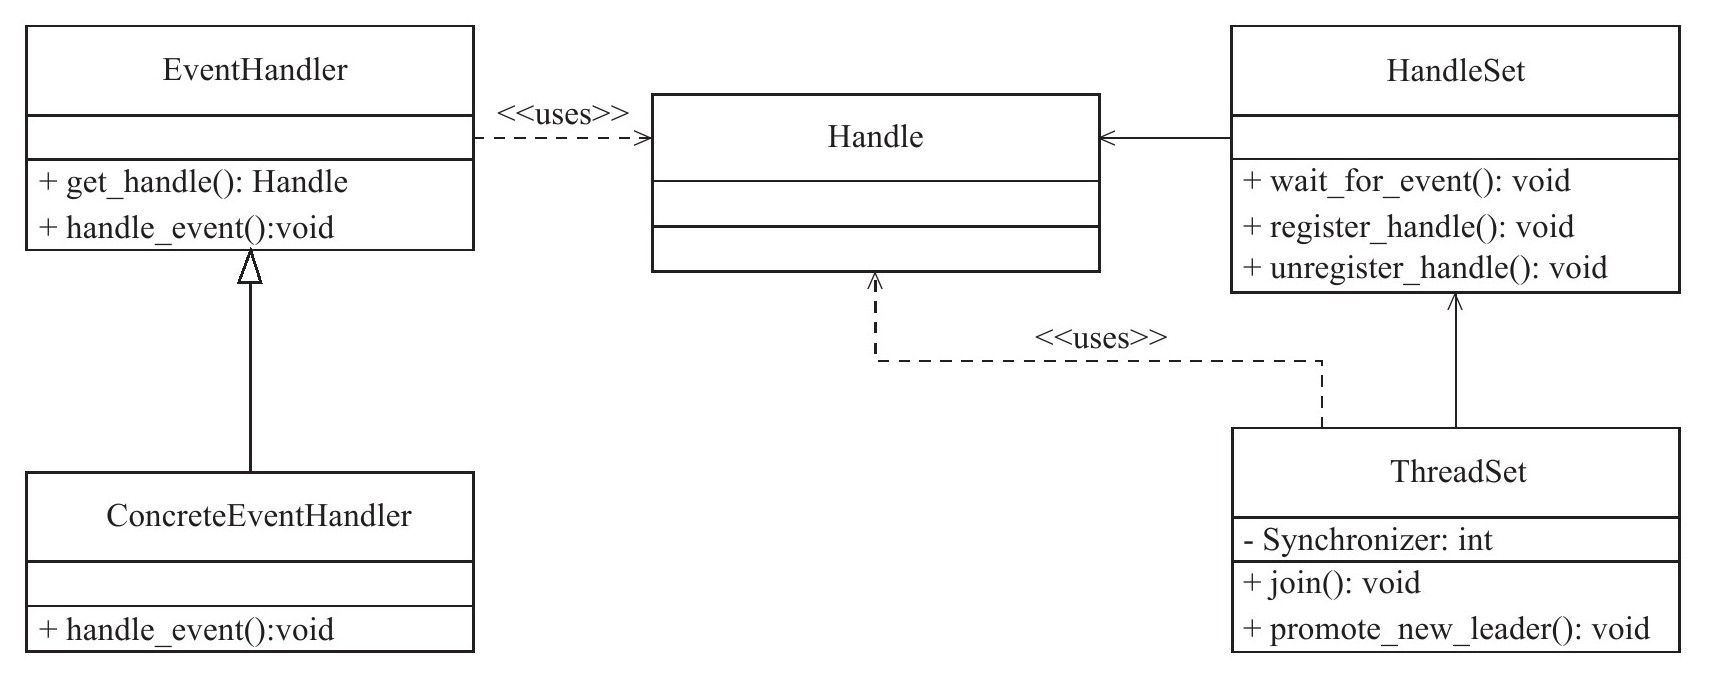 EventHandler
+ get_handle(): Handle
+ handle_event():void
<<uses>>
Handle
HandleSet
+ wait_for_event(): void
+ register_handle(): void
+ unregister_handle(): void
<<uses>>
ConcreteEventHandler
+ handle_event():void
ThreadSet
- Synchronizer: int
+ join(): void
+ promote_new_leader(): void